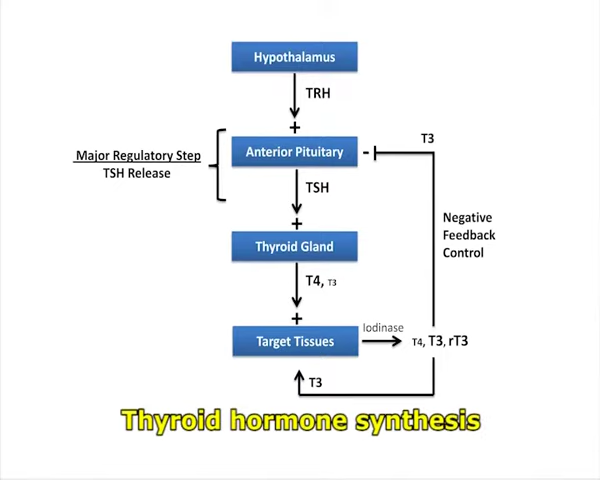 Hypothalamus
TRH
+
T3
Major Regulatory Step
TSH Release
Anterior Pituitary
-
TSH
Negative
Feedback
Control
+
Thyroid Gland
T4, T3
+
Iodinase
Target Tissues
T4, T3, rT3
T3
Thyroid hormone synthesis